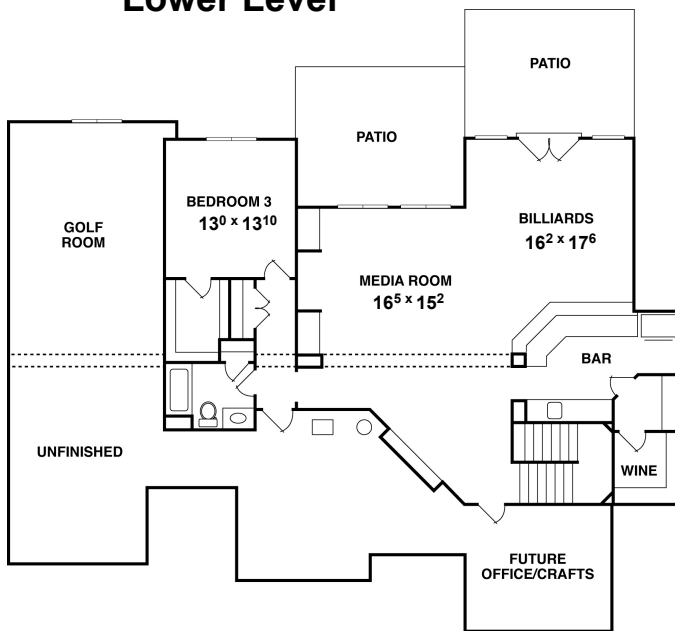 Lower Level
PATIO
PATIO
BEDROOM 3
13⁰ x 13¹⁰
GOLF
ROOM
BILLIARDS
16² x 17⁶
MEDIA ROOM
16⁵ x 15²
BAR
UNFINISHED
WINE
FUTURE
OFFICE/CRAFTS